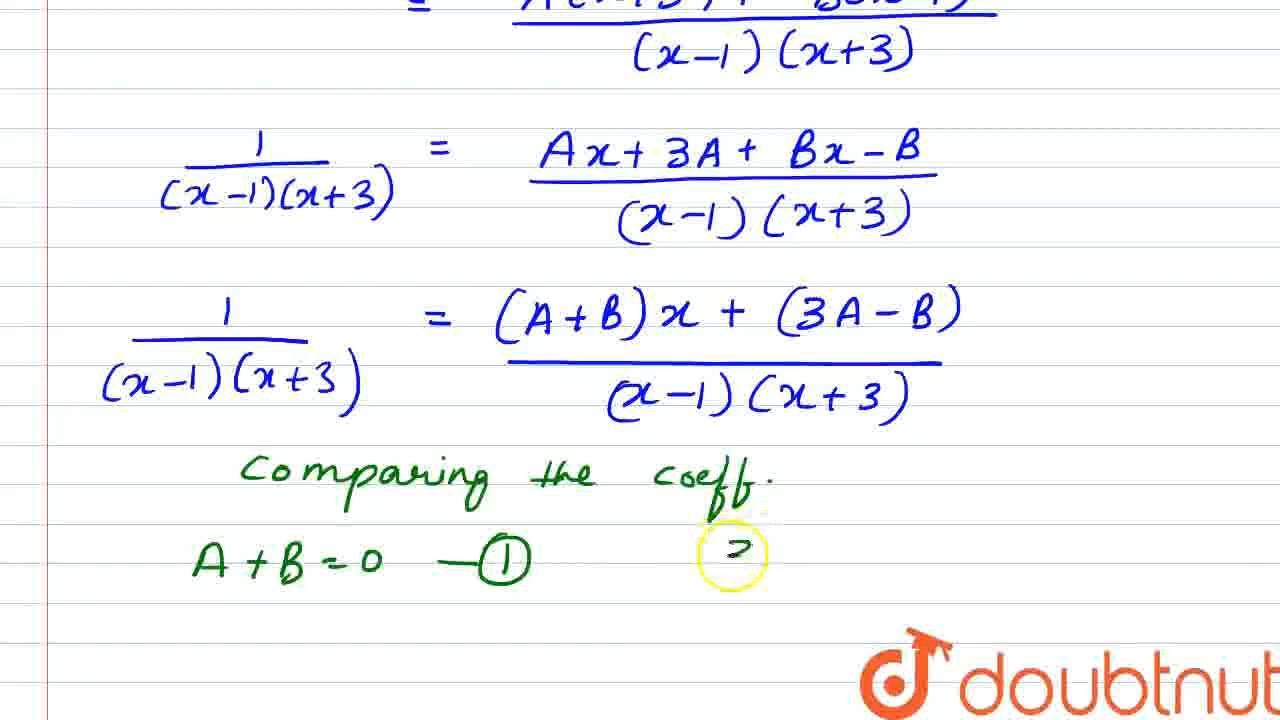 =
(x-1)(x+3)
1/((x-1)(x+3)) = (Ax+3A+Bx-B)/((x-1)(x+3))
1/((x-1)(x+3)) = ((A+B)x+(3A-B))/((x-1)(x+3))
Comparing the coeff.
A+B=0 —①
doubtnut